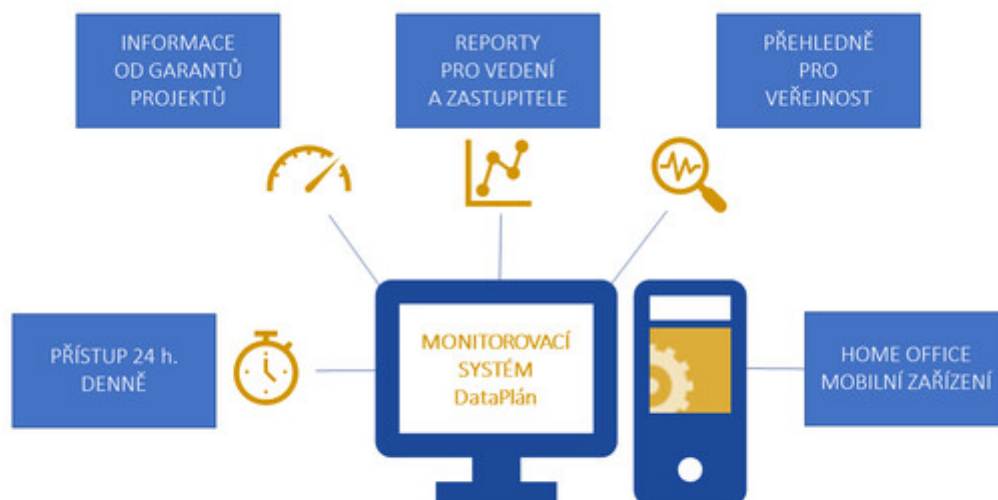 INFORMACE
OD GARANTŮ
PROJEKTŮ
REPORTY
PRO VEDENÍ
A ZASTUPITELE
PŘEHLEDNĚ
PRO
VEŘEJNOST
PŘÍSTUP 24 h.
DENNĚ
MONITOROVACÍ
SYSTÉM
DataPlán
HOME OFFICE
MOBILNÍ ZAŘÍZENÍ